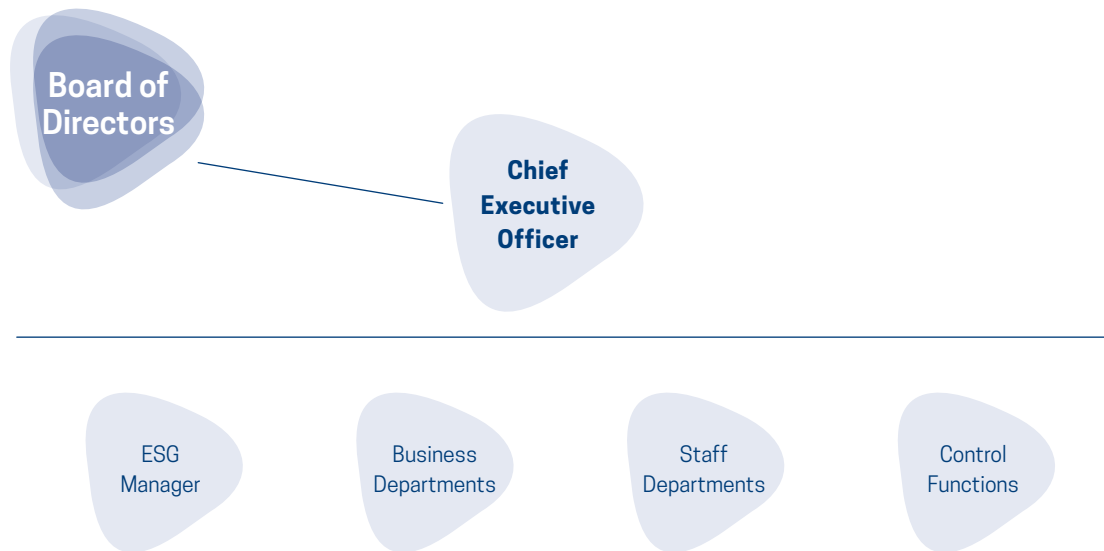 Board of
Directors
Chief
Executive
Officer
ESG
Manager
Business
Departments
Staff
Departments
Control
Functions